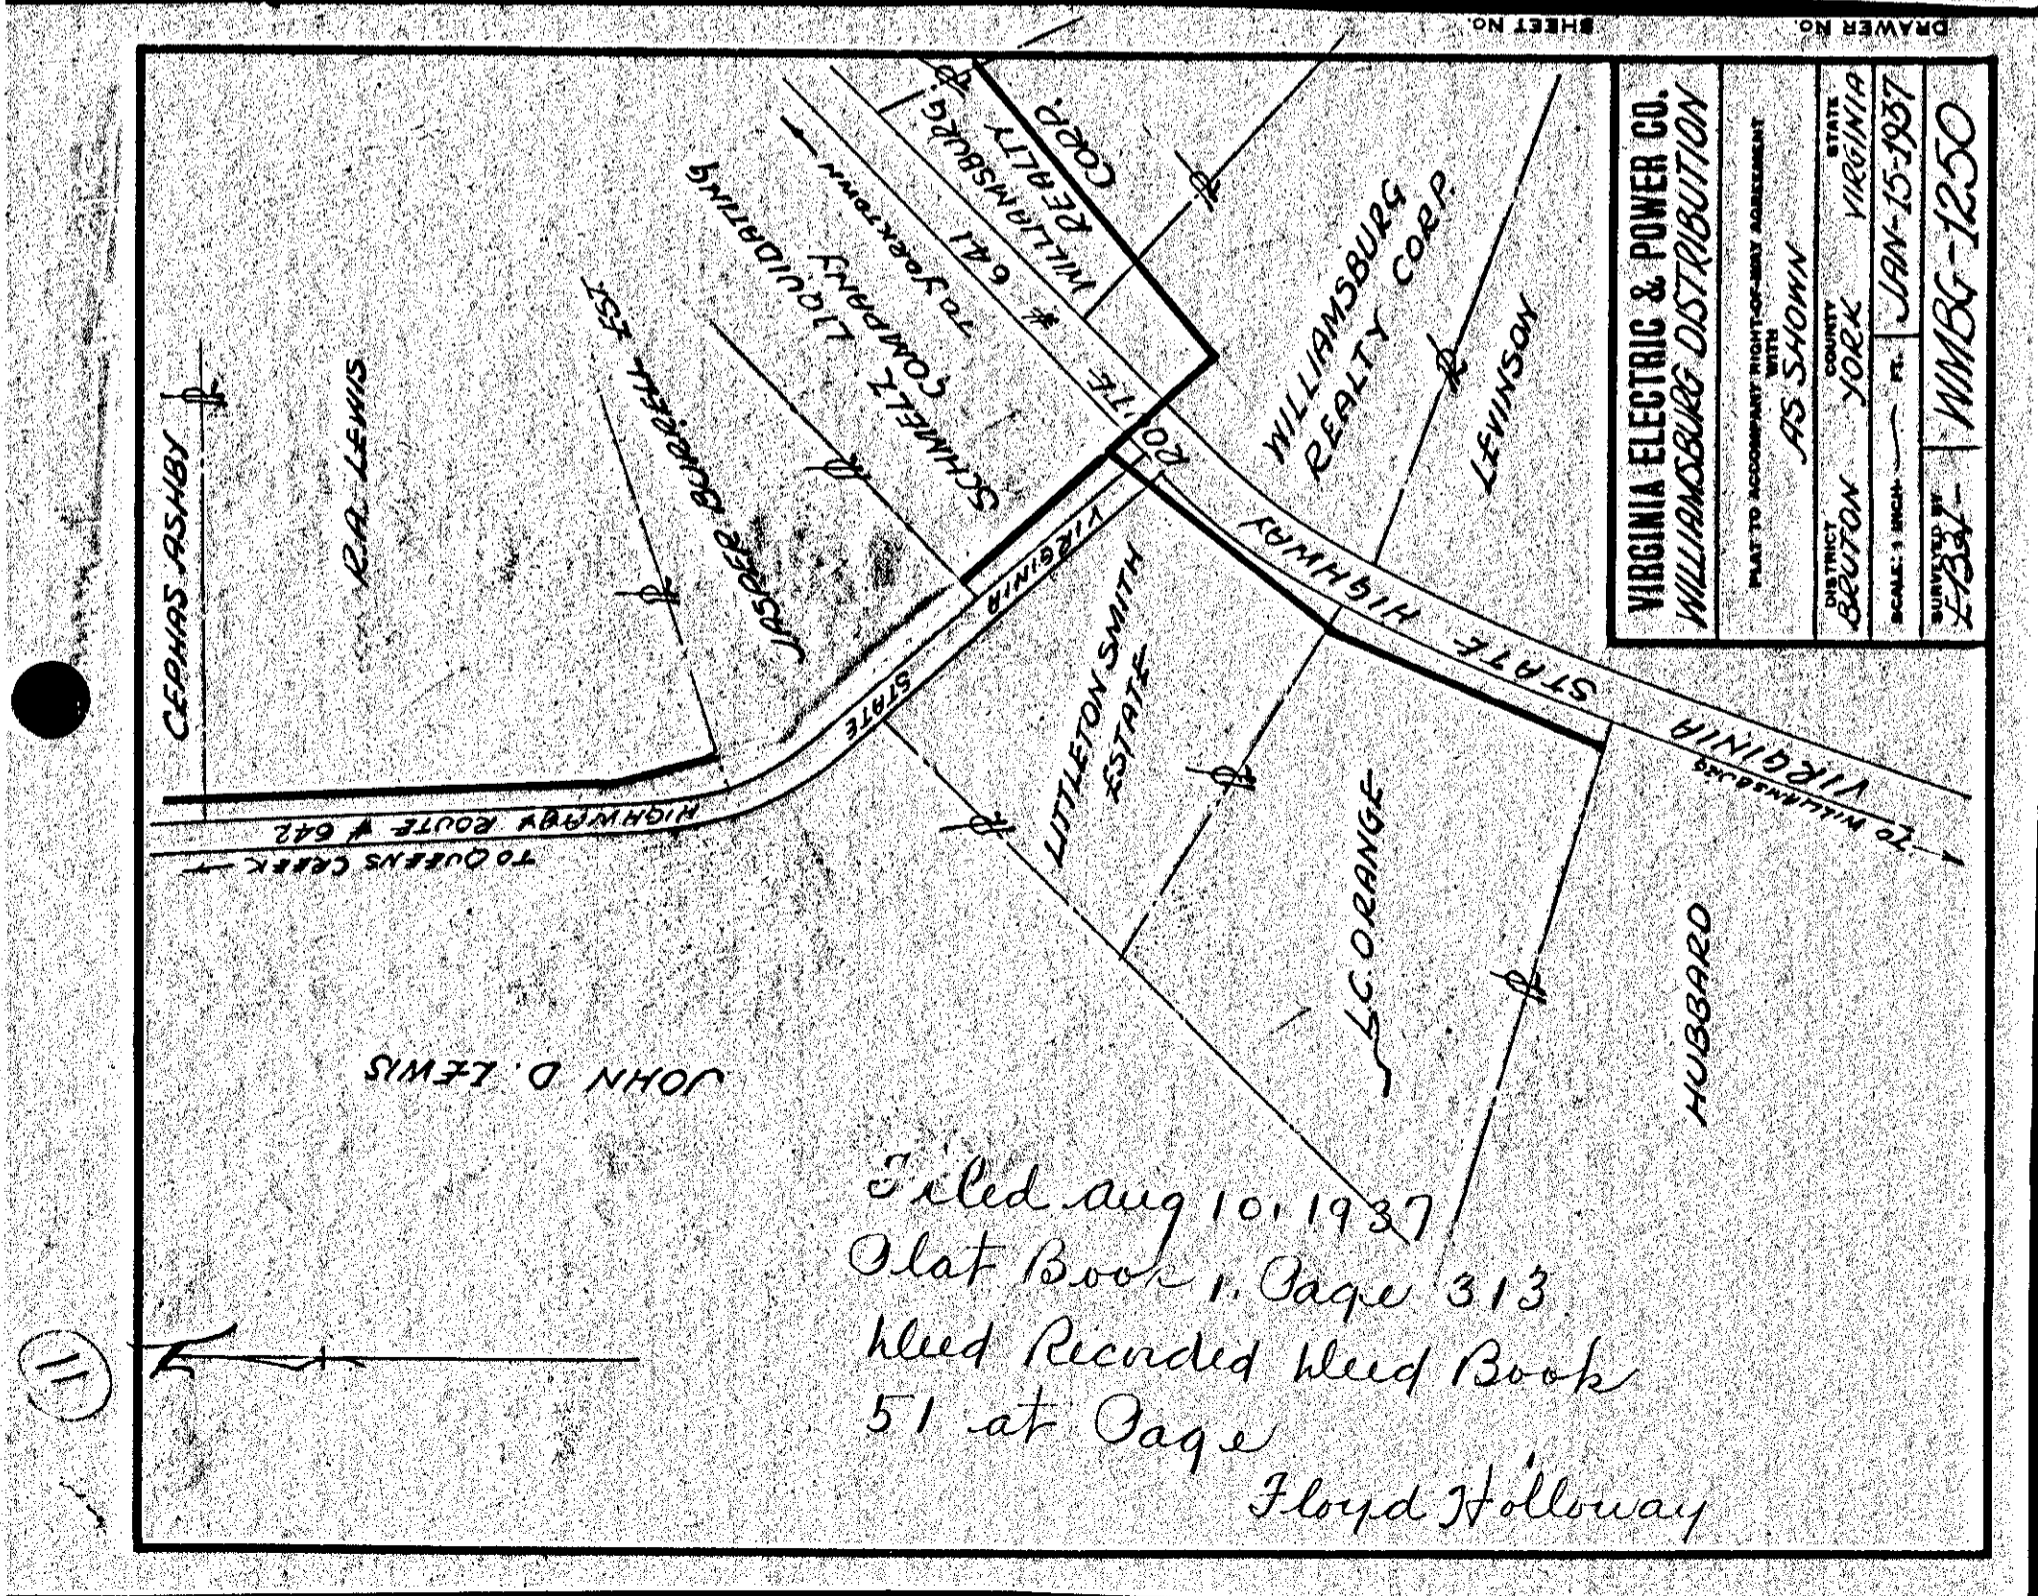 SHEET NO.
DRAWER NO.
VIRGINIA ELECTRIC & POWER CO.
WILLIAMSBURG DISTRIBUTION
PLAT TO ACCOMPANY RIGHT-OF-WAY AGREEMENT
WITH
AS SHOWN
DISTRICT COUNTY STATE
BRUTON YORK VIRGINIA
SCALE: 1 INCH FT. JAN-15-1937
SURVEYED BY
WMBG-1250
CEPHAS ASHBY
R.A. LEWIS
JASPER BURRELL EST.
SCHMELZ LIQUIDATING
COMPANY
TO YORKTOWN
WILLIAMSBURG
REALTY
CORP.
WILLIAMSBURG
REALTY CORP.
LEVINSON
VIRGINIA STATE HIGHWAY RO'TE # 641
TO WILLIAMSBURG
VIRGINIA STATE HIGHWAY ROUTE # 642
TO QUEENS CREEK
LITTLETON SMITH
ESTATE
L.C. ORANGE
HUBBARD
JOHN D. LEWIS
11
Filed Aug 10, 1937
Plat Book 1, Page 313
Deed Recorded Deed Book
51 at Page
Floyd Holloway